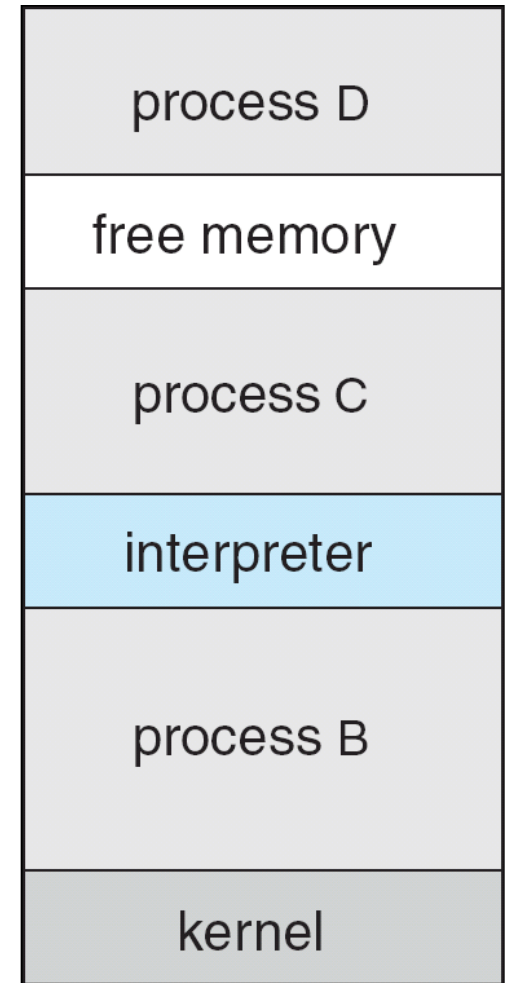 process D
free memory
process C
interpreter
process B
kernel